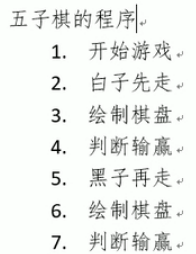 五子棋的程序
1. 开始游戏
2. 白子先走
3. 绘制棋盘
4. 判断输赢
5. 黑子再走
6. 绘制棋盘
7. 判断输赢